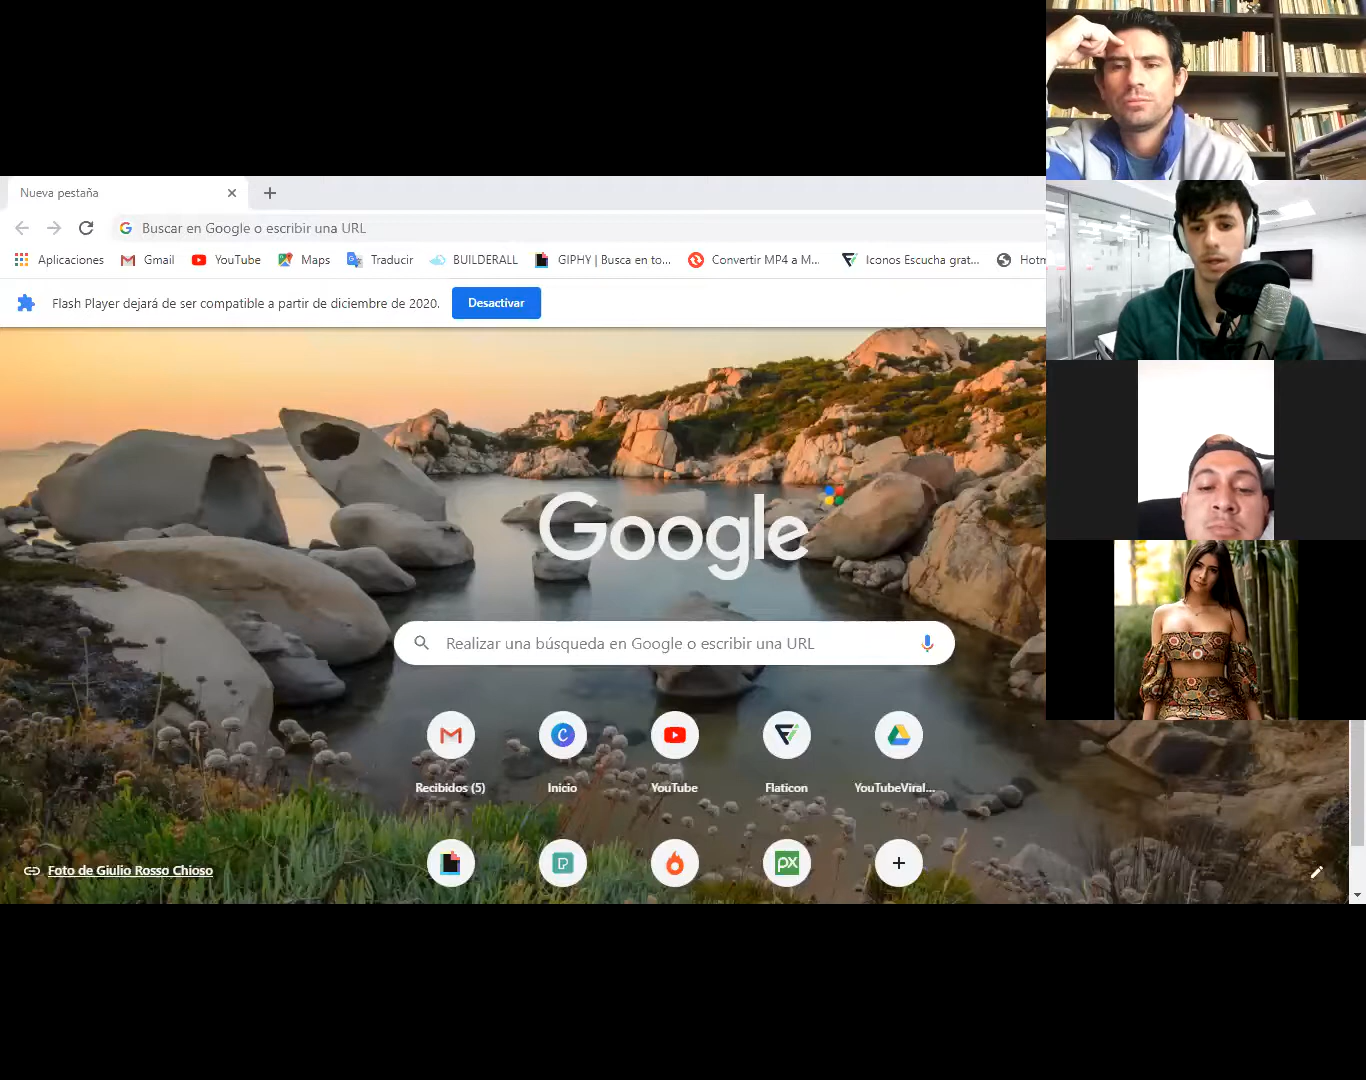 Nueva pestaña
Buscar en Google o escribir una URL
Aplicaciones Gmail YouTube Maps Traducir BUILDERALL GIPHY | Busca en to... Convertir MP4 a M... Iconos Escucha grat... Hotm
Flash Player dejará de ser compatible a partir de diciembre de 2020. Desactivar
Google
Realizar una búsqueda en Google o escribir una URL
Recibidos (5) Inicio YouTube Flaticon YouTubeViral...
px
Foto de Giulio Rosso Chioso